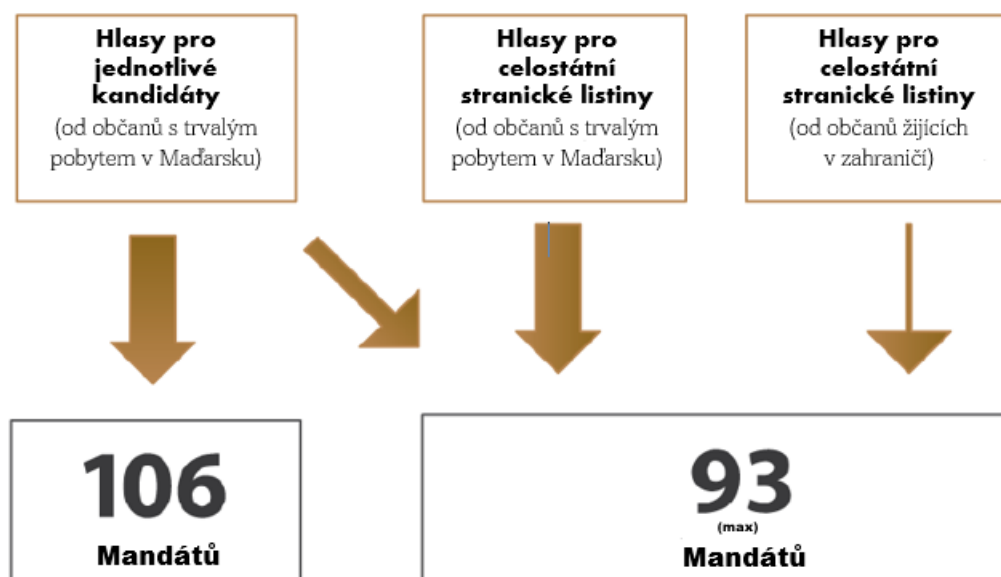 Hlasy pro
jednotlivé
kandidáty
(od občanů s trvalým
pobytem v Maďarsku)
Hlasy pro
celostátní
stranické listiny
(od občanů s trvalým
pobytem v Maďarsku)
Hlasy pro
celostátní
stranické listiny
(od občanů žijících
v zahraničí)
106
Mandátů
93
(max)
Mandátů